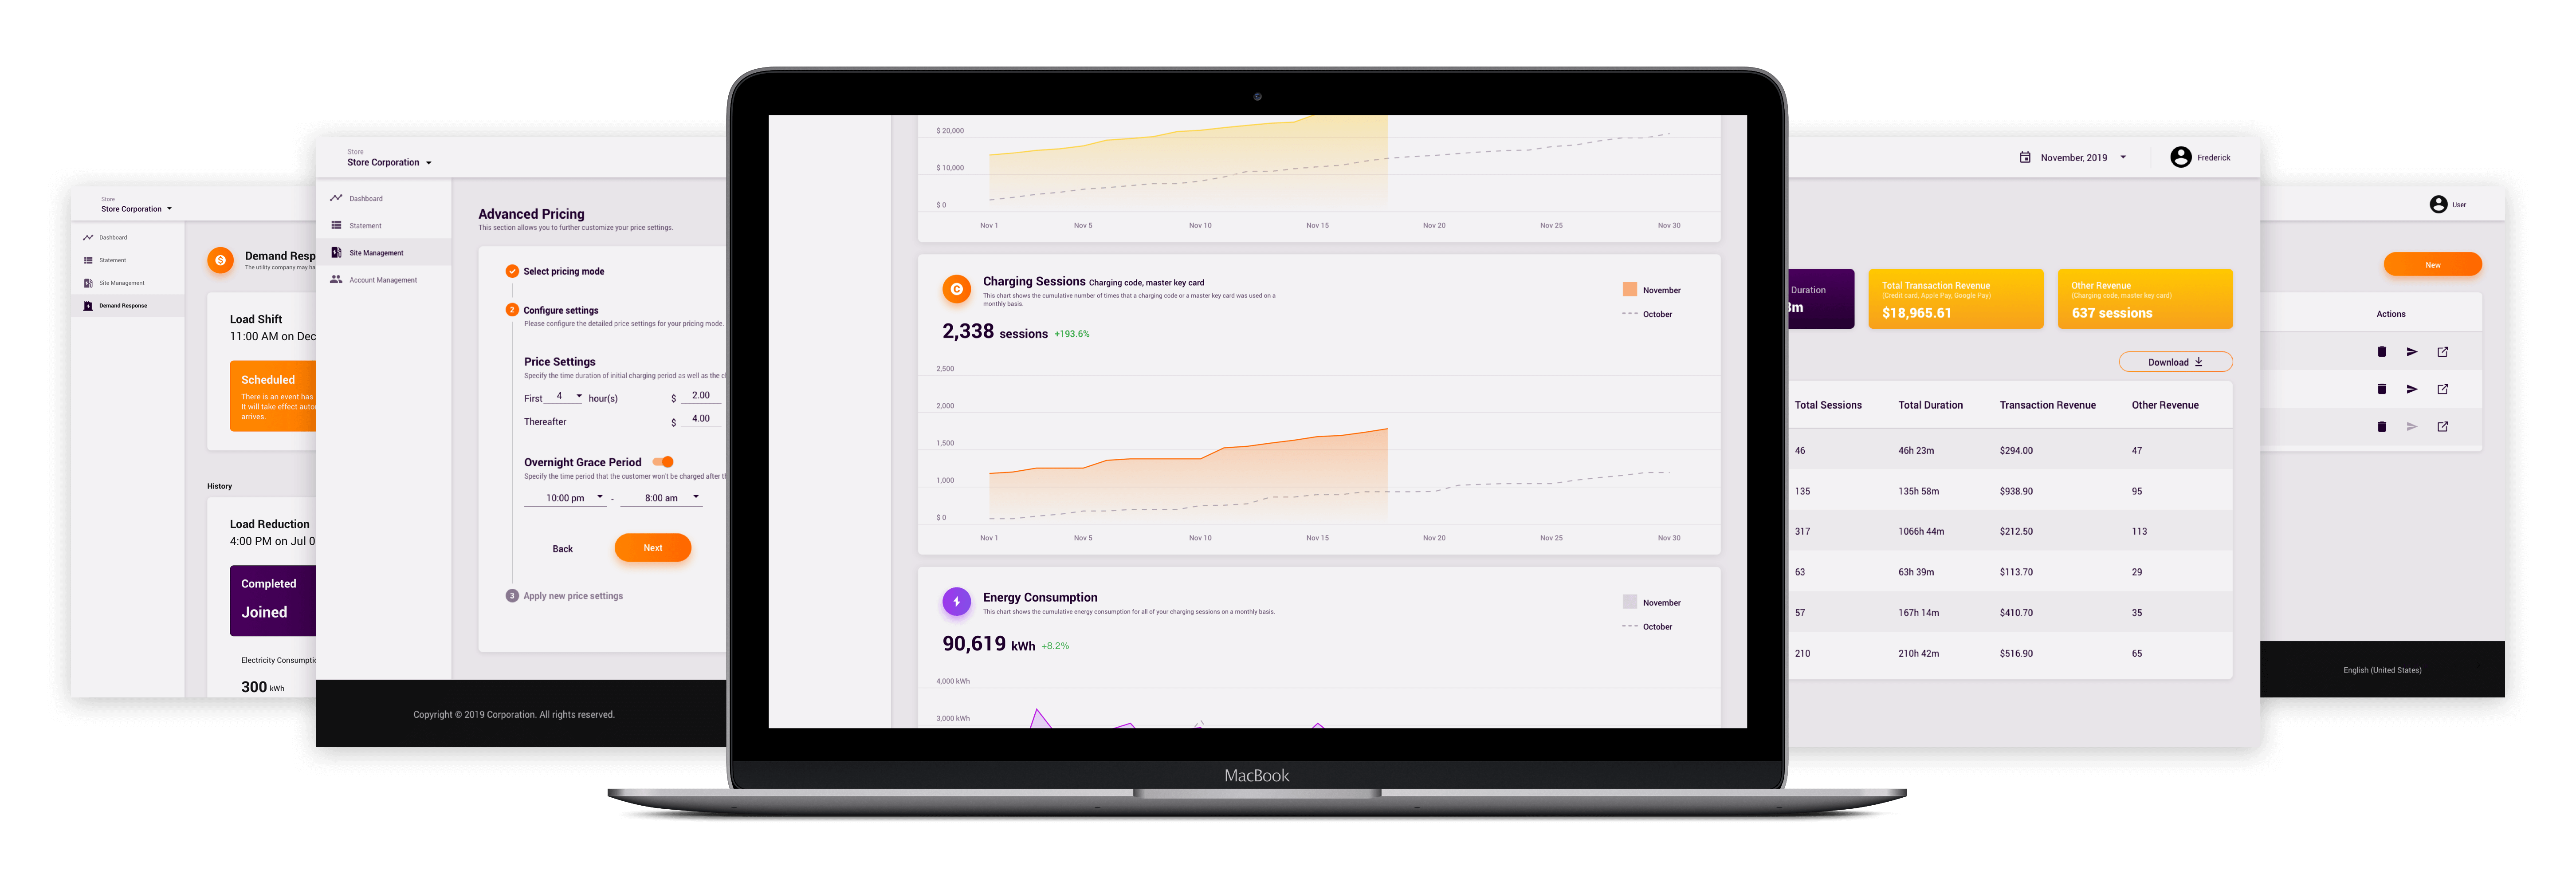 Store
Store Corporation
Dashboard
Statement
Site Management
Demand Response
Demand Resp
The utility company may ha
Load Shift
11:00 AM on Dec
Scheduled
There is an event has
It will take effect auto
arrives.
History
Load Reduction
4:00 PM on Jul 0
Completed
Joined
Electricity Consumptio
300 kWh
Store
Store Corporation
Dashboard
Statement
Site Management
Account Management
Advanced Pricing
This section allows you to further customize your price settings.
Select pricing mode
2 Configure settings
Please configure the detailed price settings for your pricing mode.
Price Settings
Specify the time duration of initial charging period as well as the cl
First 4 hour(s) $ 2.00
Thereafter $ 4.00
Overnight Grace Period
Specify the time period that the customer won't be charged after th
10:00 pm - 8:00 am
Back Next
3 Apply new price settings
Copyright © 2019 Corporation. All rights reserved.
$ 20,000
$ 10,000
$ 0
Nov 1 Nov 5 Nov 10 Nov 15 Nov 20 Nov 25 Nov 30
Charging Sessions Charging code, master key card
This chart shows the cumulative number of times that a charging code or a master key card was used on a
monthly basis.
2,338 sessions +193.6%
November
October
2,500
2,000
1,500
1,000
$ 0
Nov 1 Nov 5 Nov 10 Nov 15 Nov 20 Nov 25 Nov 30
Energy Consumption
This chart shows the cumulative energy consumption for all of your charging sessions on a monthly basis.
90,619 kWh +8.2%
November
October
4,000 kWh
3,000 kWh
MacBook
November, 2019 Frederick
Duration
m
Total Transaction Revenue
(Credit card, Apple Pay, Google Pay)
$18,965.61
Other Revenue
(Charging code, master key card)
637 sessions
Download
Total Sessions Total Duration Transaction Revenue Other Revenue
46 46h 23m $294.00 47
135 135h 58m $938.90 95
317 1066h 44m $212.50 113
63 63h 39m $113.70 29
57 167h 14m $410.70 35
210 210h 42m $516.90 65
User
New
Actions
English (United States)